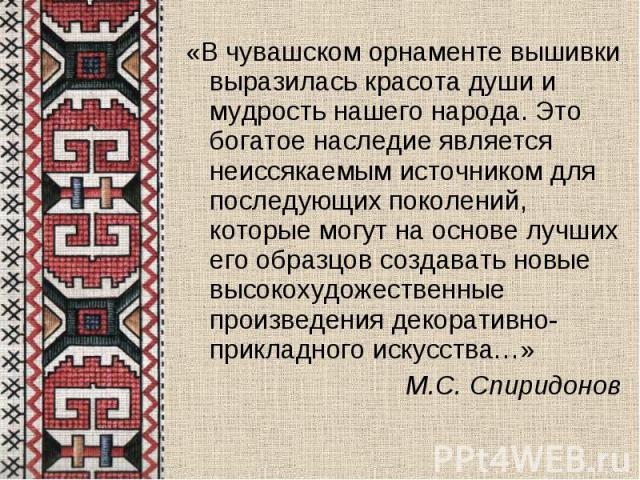 «В чувашском орнаменте вышивки
выразилась красота души и
мудрость нашего народа. Это
богатое наследие является
неиссякаемым источником для
последующих поколений,
которые могут на основе лучших
его образцов создавать новые
высокохудожественные
произведения декоративно-
прикладного искусства…»
М.С. Спиридонов
PPt4WEB.ru